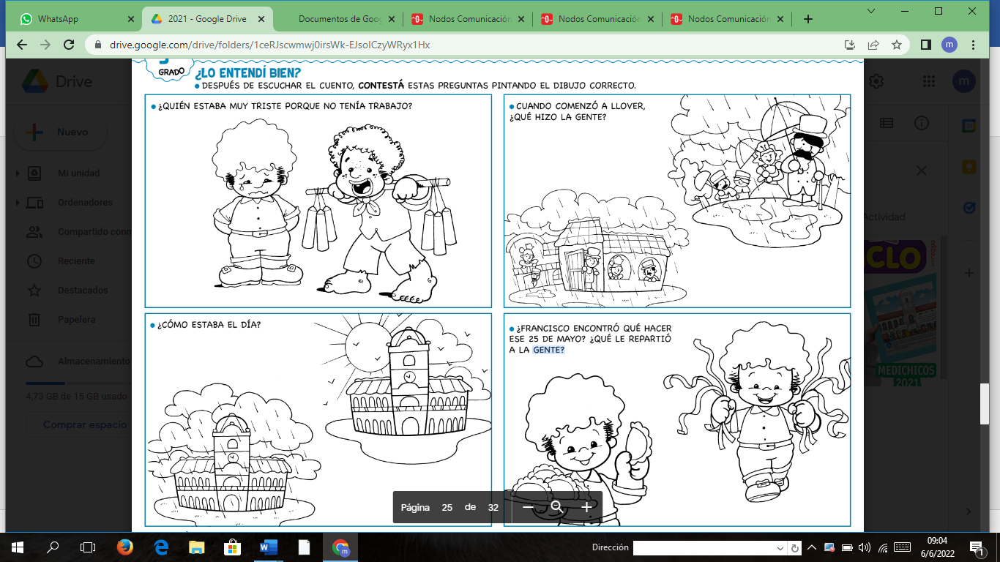 WhatsApp
2021 - Google Drive
Documentos de Goog
Nodos Comunicación
Nodos Comunicación
Nodos Comunicación
drive.google.com/drive/folders/1ceRJscwmwj0irsWk-EJsoICzyWRyx1Hx
m
Drive
m
Nuevo
Mi unidad
Ordenadores
Compartido conm
Reciente
Destacados
Papelera
Almacenamiento
4,73 GB de 15 GB usado
Comprar espacio
GRADO
¿LO ENTENDÍ BIEN?
● DESPUÉS DE ESCUCHAR EL CUENTO, CONTESTÁ ESTAS PREGUNTAS PINTANDO EL DIBUJO CORRECTO.
● ¿QUIÉN ESTABA MUY TRISTE PORQUE NO TENÍA TRABAJO?
● CUANDO COMENZÓ A LLOVER,
¿QUÉ HIZO LA GENTE?
● ¿CÓMO ESTABA EL DÍA?
● ¿FRANCISCO ENCONTRÓ QUÉ HACER
ESE 25 DE MAYO? ¿QUÉ LE REPARTIÓ
A LA GENTE?
Actividad
CLO
MEDICHICOS
2021
Página 25 de 32
Dirección
09:04
6/6/2022
1